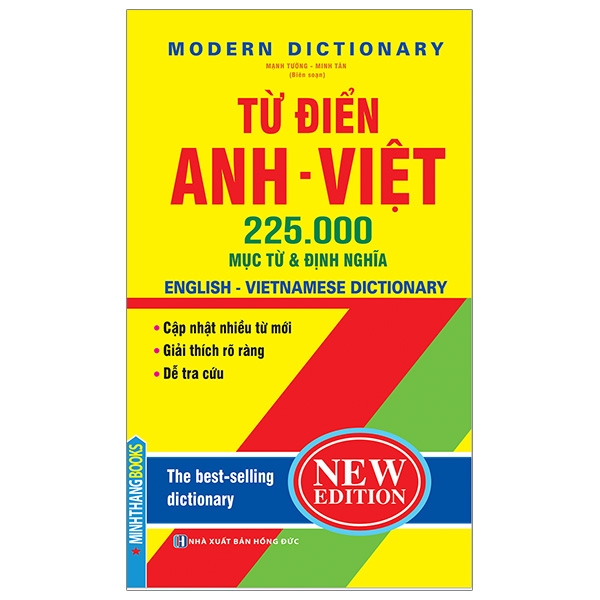 MODERN DICTIONARY
MẠNH TƯỜNG - MINH TÂN
(Biên soạn)
TỪ ĐIỂN
ANH - VIỆT
225.000
MỤC TỪ & ĐỊNH NGHĨA
ENGLISH - VIETNAMESE DICTIONARY
• Cập nhật nhiều từ mới
• Giải thích rõ ràng
• Dễ tra cứu
The best-selling
dictionary
NEW
EDITION
MINHTHANGBOOKS
NHÀ XUẤT BẢN HỒNG ĐỨC